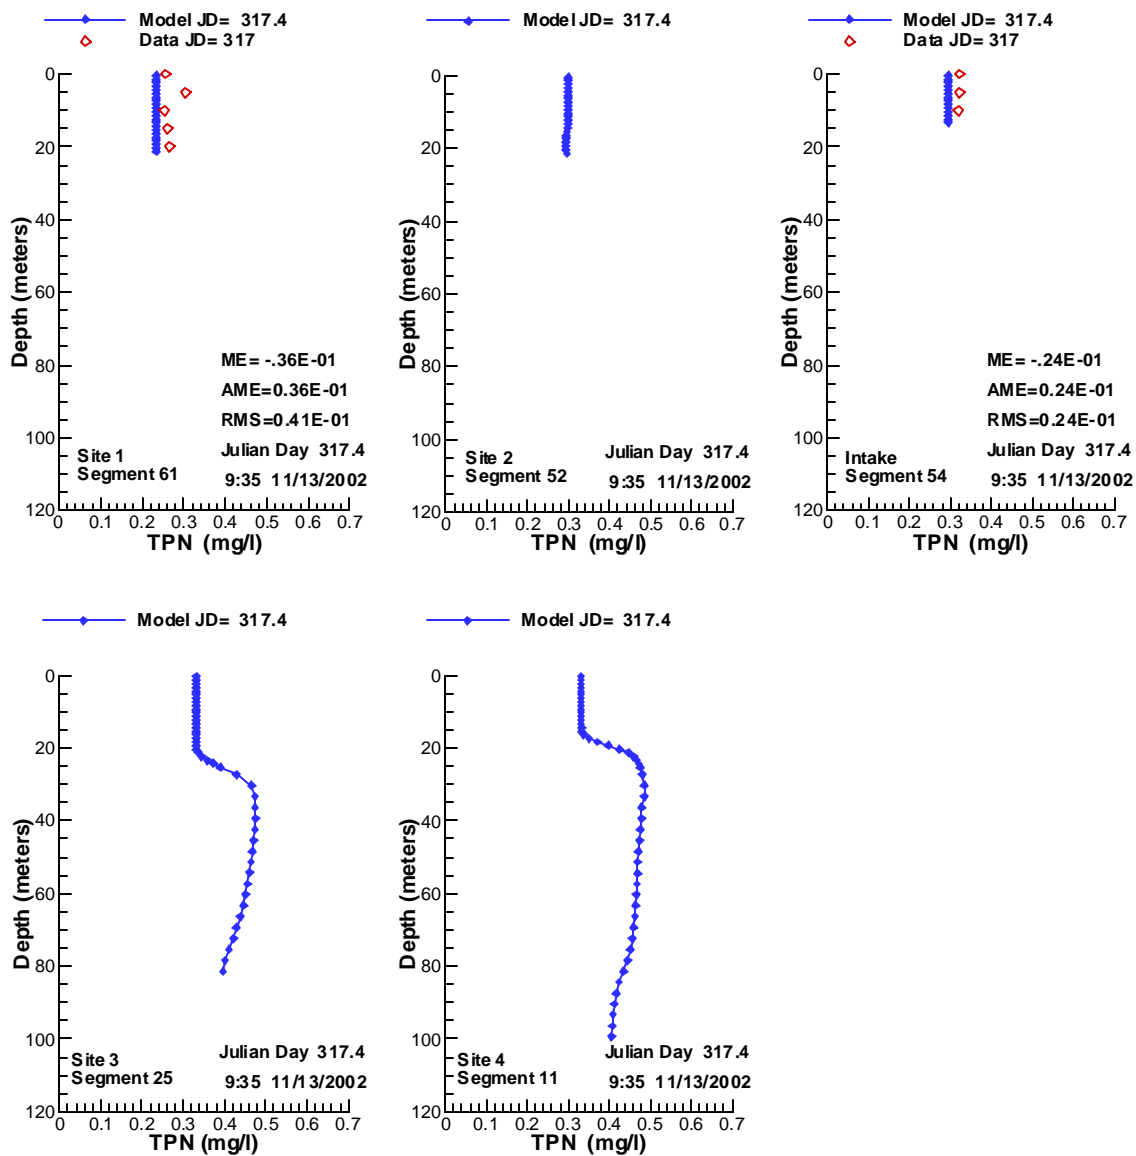 Model JD= 317.4
Data JD= 317
0
20
40
60
80
100
120
Depth (meters)
ME= -.36E-01
AME=0.36E-01
RMS=0.41E-01
Site 1
Segment 61
Julian Day 317.4
9:35 11/13/2002
0 0.1 0.2 0.3 0.4 0.5 0.6 0.7
TPN (mg/l)
Model JD= 317.4
0
20
40
60
80
100
120
Depth (meters)
Site 2
Segment 52
Julian Day 317.4
9:35 11/13/2002
0 0.1 0.2 0.3 0.4 0.5 0.6 0.7
TPN (mg/l)
Model JD= 317.4
Data JD= 317
0
20
40
60
80
100
120
Depth (meters)
ME= -.24E-01
AME=0.24E-01
RMS=0.24E-01
Intake
Segment 54
Julian Day 317.4
9:35 11/13/2002
0 0.1 0.2 0.3 0.4 0.5 0.6 0.7
TPN (mg/l)
Model JD= 317.4
0
20
40
60
80
100
120
Depth (meters)
Site 3
Segment 25
Julian Day 317.4
9:35 11/13/2002
0 0.1 0.2 0.3 0.4 0.5 0.6 0.7
TPN (mg/l)
Model JD= 317.4
0
20
40
60
80
100
120
Depth (meters)
Site 4
Segment 11
Julian Day 317.4
9:35 11/13/2002
0 0.1 0.2 0.3 0.4 0.5 0.6 0.7
TPN (mg/l)